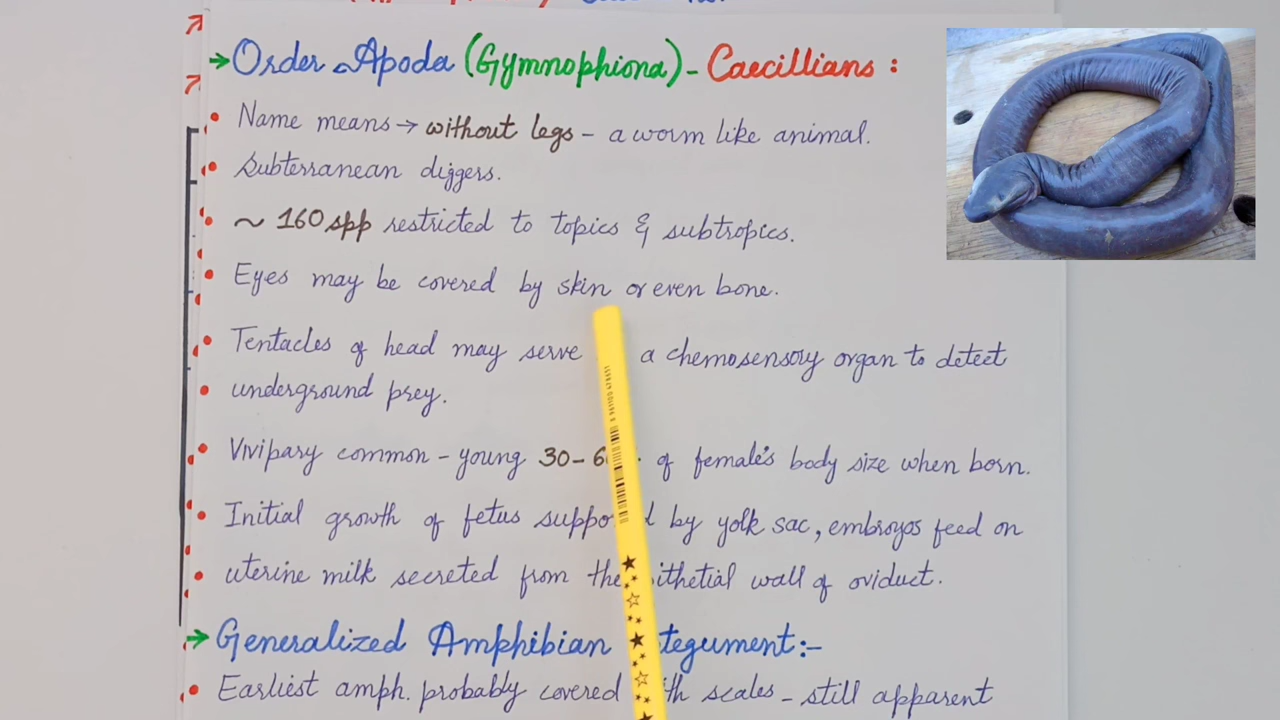 → Order Apoda (Gymnophiona) - Caecillians :
• Name means → without legs - a worm like animal.
• Subterranean diggers.
• ~ 160 spp restricted to topics & subtropics.
• Eyes may be covered by skin or even bone.
• Tentacles of head may serve a chemosensory organ to detect
• underground prey.
• Vivipary common - young 30-6 of female's body size when born.
• Initial growth of fetus suppo d by yolk sac, embroyos feed on
• uterine milk secreted from the ithetial wall of oviduct.
→ Generalized Amphibian tegument:-
• Earliest amph. probably covered th scales - still apparent